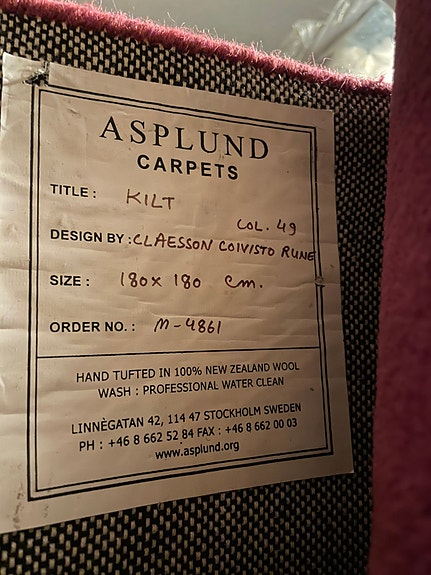 ASPLUND
CARPETS
TITLE : KILT
COL. 49
DESIGN BY : CLAESSON COIVISTO RUNE
SIZE : 180x 180 cm.
ORDER NO. : M-4861
HAND TUFTED IN 100% NEW ZEALAND WOOL
WASH : PROFESSIONAL WATER CLEAN
LINNÈGATAN 42, 114 47 STOCKHOLM SWEDEN
PH : +46 8 662 52 84 FAX : +46 8 662 00 03
www.asplund.org